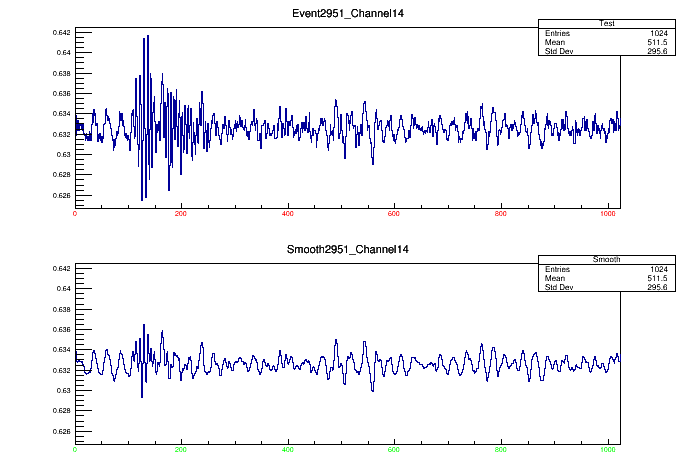 Event2951_Channel14
Test
Entries 1024
Mean 511.5
Std Dev 295.6
0.642
0.64
0.638
0.636
0.634
0.632
0.63
0.628
0.626
0 200 400 600 800 1000
Smooth2951_Channel14
Smooth
Entries 1024
Mean 511.5
Std Dev 295.6
0.642
0.64
0.638
0.636
0.634
0.632
0.63
0.628
0.626
0 200 400 600 800 1000